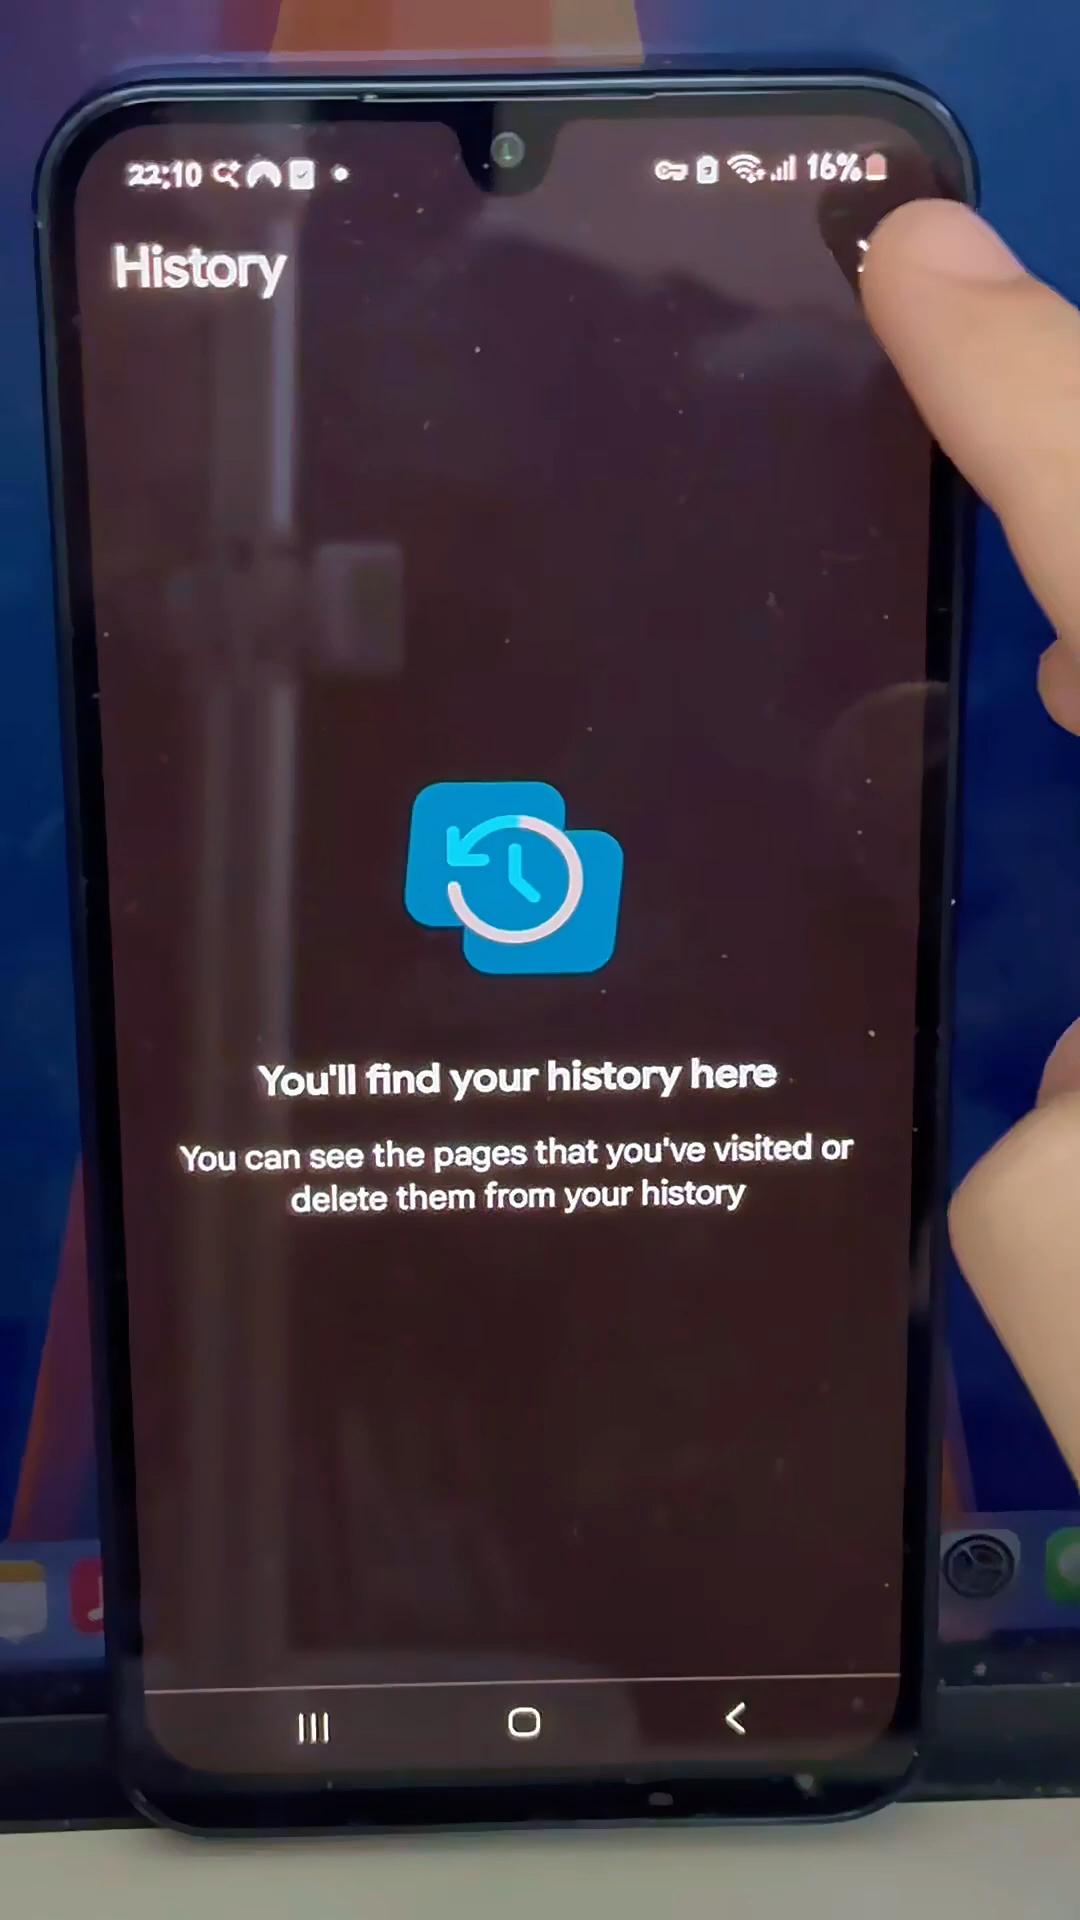 22:10
16%
History
You'll find your history here
You can see the pages that you've visited or
delete them from your history